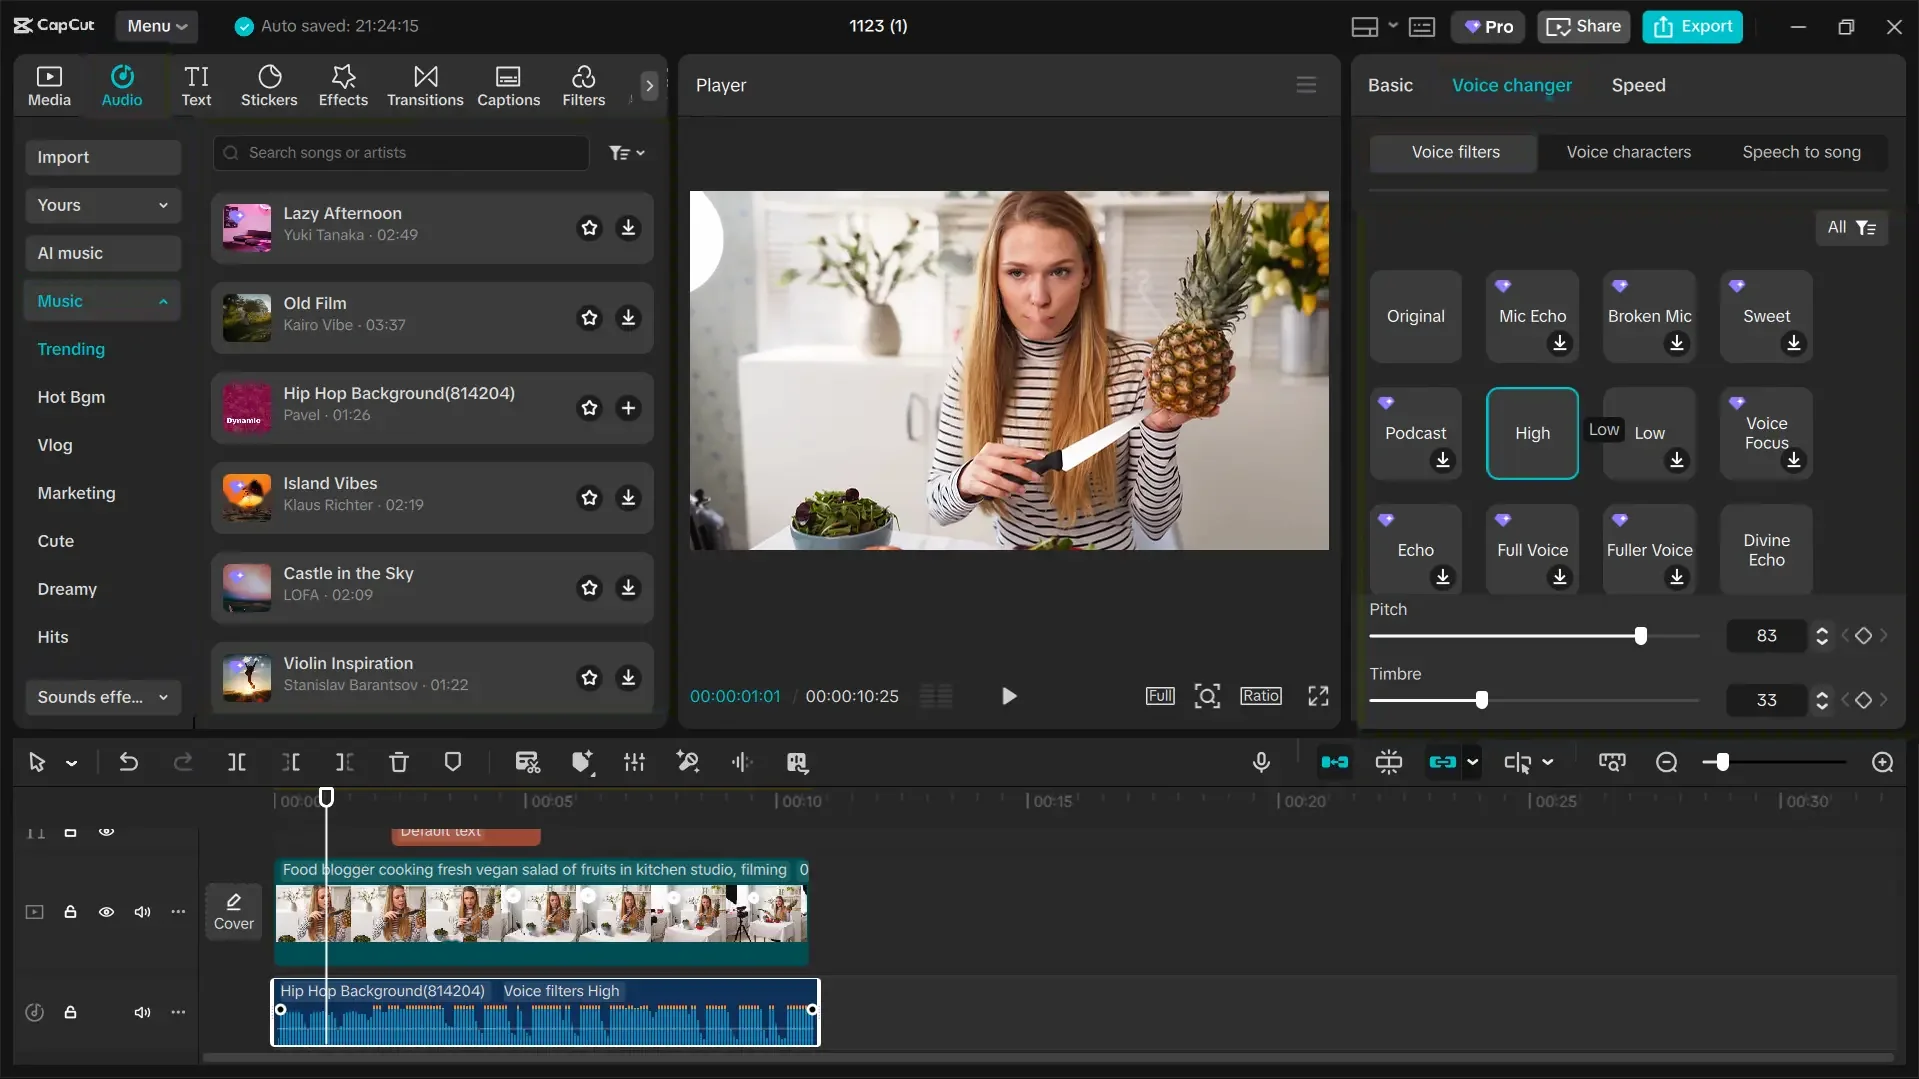 CapCut
Menu
Auto saved: 21:24:15
1123 (1)
Pro
Share
Export
Media
Audio
Text
Stickers
Effects
Transitions
Captions
Filters
Player
Basic
Voice changer
Speed
Import
Yours
AI music
Music
Trending
Hot Bgm
Vlog
Marketing
Cute
Dreamy
Hits
Sounds effe...
Search songs or artists
Lazy Afternoon
Yuki Tanaka · 02:49
Old Film
Kairo Vibe · 03:37
Dynamic
Hip Hop Background(814204)
Pavel · 01:26
Island Vibes
Klaus Richter · 02:19
Castle in the Sky
LOFA · 02:09
Violin Inspiration
Stanislav Barantsov · 01:22
00:00:01:01 / 00:00:10:25
Full
Ratio
Voice filters
Voice characters
Speech to song
All
Original
Mic Echo
Broken Mic
Sweet
Podcast
High
Low
Low
Voice
Focus
Echo
Full Voice
Fuller Voice
Divine
Echo
Pitch
83
Timbre
33
00:05
00:10
00:15
00:20
00:25
00:30
Default text
Cover
Food blogger cooking fresh vegan salad of fruits in kitchen studio, filming
Hip Hop Background(814204)
Voice filters High